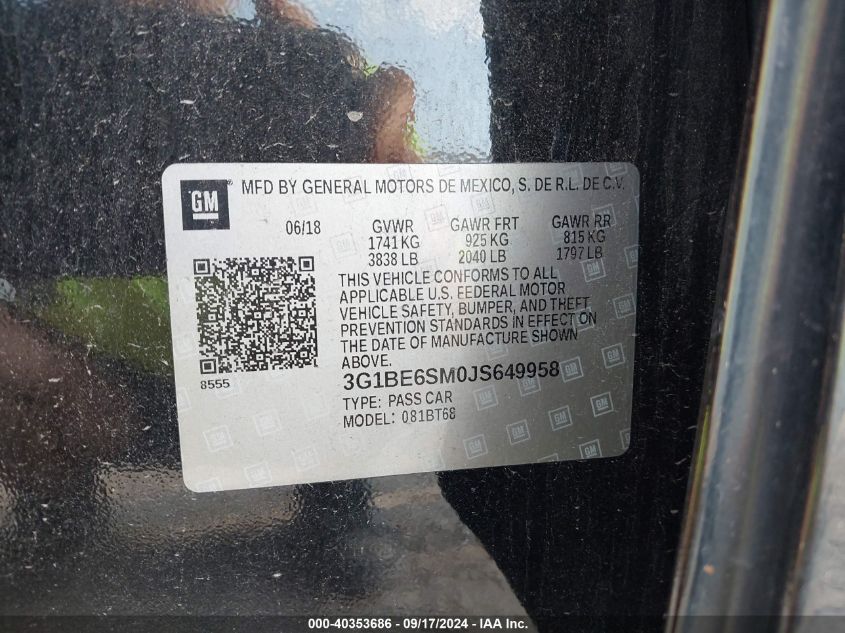 GM
MFD BY GENERAL MOTORS DE MEXICO, S. DE R.L. DE C.V.
06/18 GVWR GAWR FRT GAWR RR
1741 KG 925 KG 815 KG
3838 LB 2040 LB 1797 LB
THIS VEHICLE CONFORMS TO ALL
APPLICABLE U.S. FEDERAL MOTOR
VEHICLE SAFETY, BUMPER, AND THEFT
PREVENTION STANDARDS IN EFFECT ON
THE DATE OF MANUFACTURE SHOWN
ABOVE.
8555
3G1BE6SM0JS649958
TYPE: PASS CAR
MODEL: 081BT68
000-40353686 - 09/17/2024 - IAA Inc.